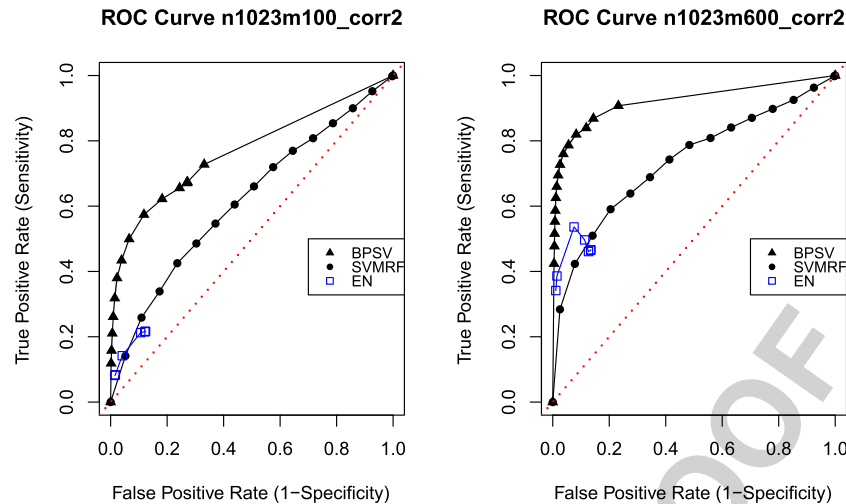 ROC Curve n1023m100_corr2
True Positive Rate (Sensitivity)
1.0
0.8
0.6
0.4
0.2
0.0
BPSV
SVMRF
EN
0.0 0.2 0.4 0.6 0.8 1.0
False Positive Rate (1−Specificity)
ROC Curve n1023m600_corr2
True Positive Rate (Sensitivity)
1.0
0.8
0.6
0.4
0.2
0.0
BPSV
SVMRF
EN
0.0 0.2 0.4 0.6 0.8 1.0
False Positive Rate (1−Specificity)
OOF